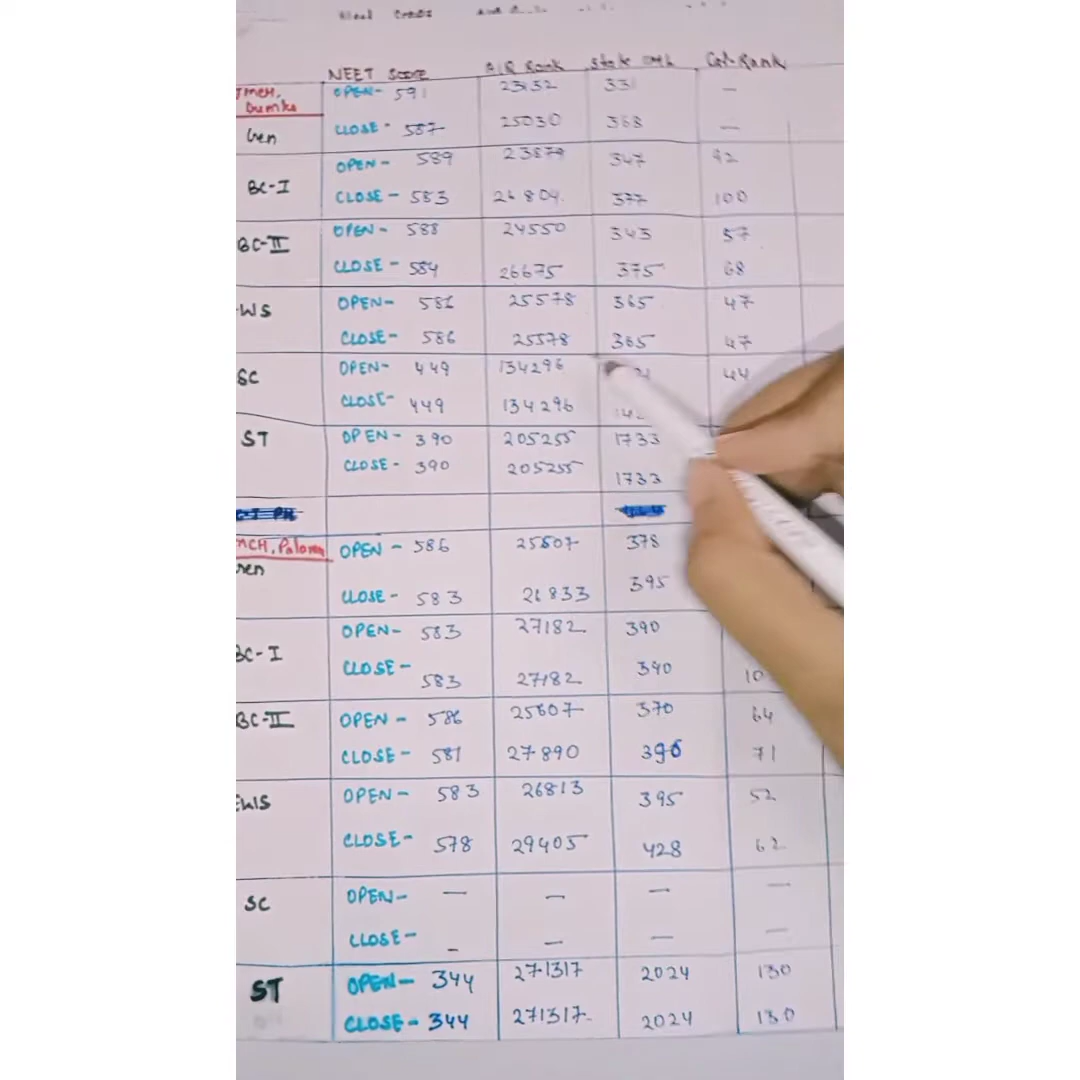 NEET Score AIR Rank State CML Cat-Rank
Dumka OPEN- 591 23132 331 —
Gen CLOSE- 587 25030 368 —
BC-I OPEN- 589 23879 347 92
CLOSE- 583 26804. 377 100
BC-II OPEN- 588 24550 343 57
CLOSE- 584 26675 375 68
WS OPEN- 581 25578 365 47
CLOSE- 586 25578 365 47
SC OPEN- 449 134296 44
CLOSE- 449 134296
ST OPEN- 390 205255 1733
CLOSE- 390 205255 1733
MCH, Palamu OPEN- 586 25607 378
CLOSE- 583 26833 395
BC-I OPEN- 583 27182 390
CLOSE- 583 27182 390 10
BC-II OPEN- 586 25607 370 64
CLOSE- 581 27890 71
EWS OPEN- 583 26813 395 52
CLOSE- 578 29405 428 62
SC OPEN- — — — —
CLOSE- — — — —
ST OPEN- 344 271317 2024 130
CLOSE- 344 271317- 2024 130